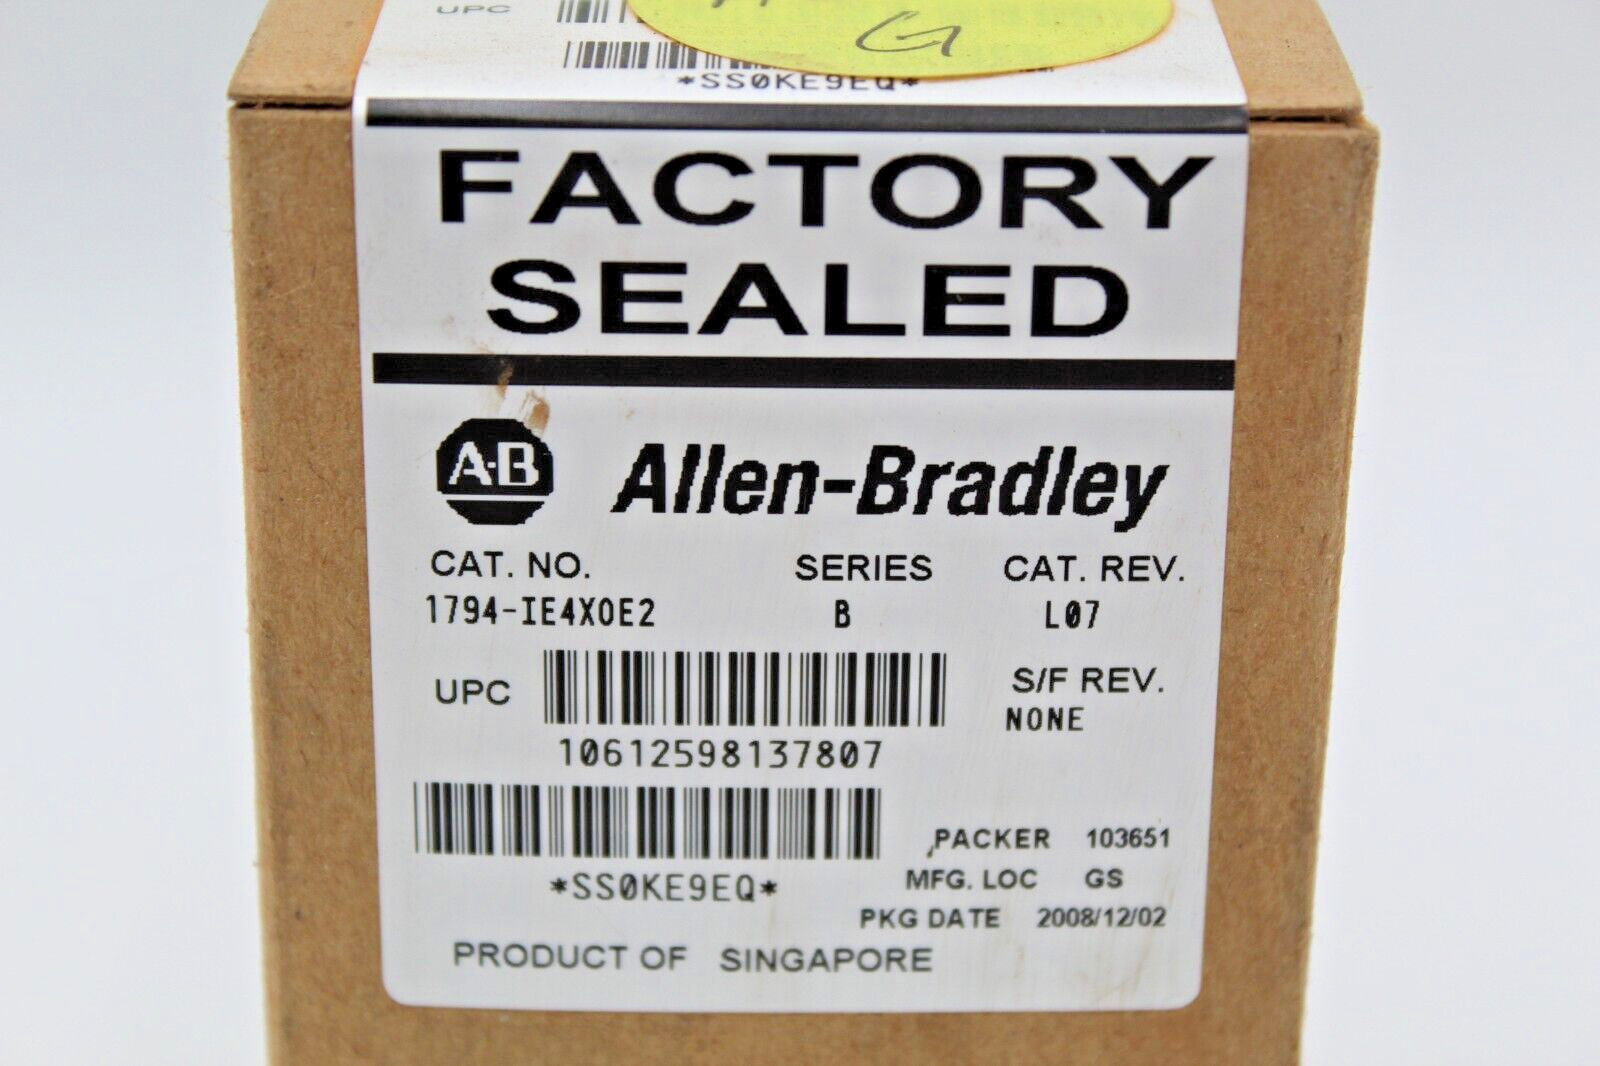 UPC
G
*SS0KE9EQ*
FACTORY
SEALED
A-B Allen-Bradley
CAT. NO. SERIES CAT. REV.
1794-IE4XOE2 B L07
UPC S/F REV.
NONE
10612598137807
PACKER 103651
*SS0KE9EQ* MFG. LOC GS
PKG DATE 2008/12/02
PRODUCT OF SINGAPORE